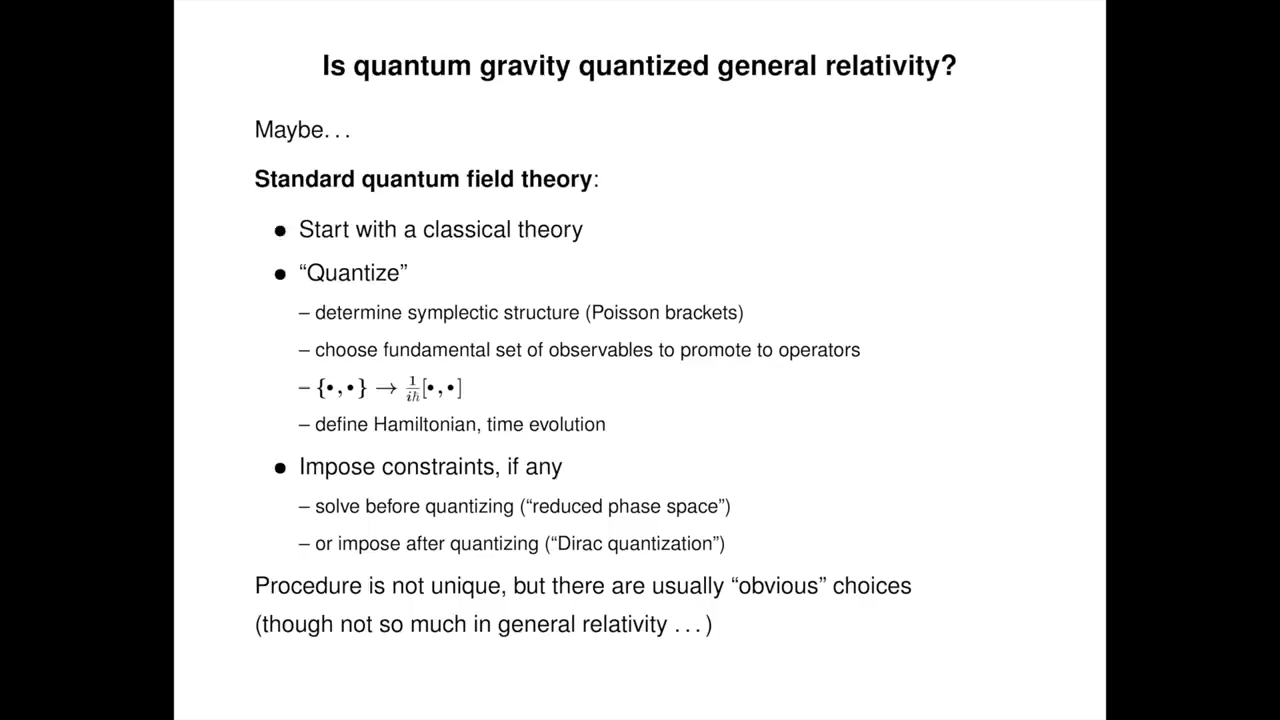 Is quantum gravity quantized general relativity?
Maybe. . .
Standard quantum field theory:
● Start with a classical theory
● “Quantize”
– determine symplectic structure (Poisson brackets)
– choose fundamental set of observables to promote to operators
– {•,•} → 1/iħ [•,•]
– define Hamiltonian, time evolution
● Impose constraints, if any
– solve before quantizing (“reduced phase space”)
– or impose after quantizing (“Dirac quantization”)
Procedure is not unique, but there are usually “obvious” choices
(though not so much in general relativity . . . )